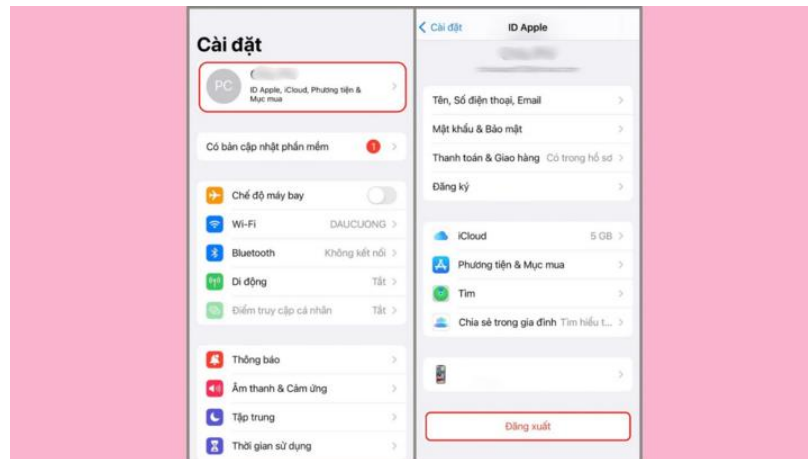 Cài đặt
PC
ID Apple, iCloud, Phương tiện &
Mục mua
Có bản cập nhật phần mềm 1
Chế độ máy bay
Wi-Fi DAUCUONG
Bluetooth Không kết nối
Di động Tắt
Điểm truy cập cá nhân Tắt
Thông báo
Âm thanh & Cảm ứng
Tập trung
Thời gian sử dụng
Cài đặt ID Apple
Tên, Số điện thoại, Email
Mật khẩu & Bảo mật
Thanh toán & Giao hàng Có trong hồ sơ
Đăng ký
iCloud 5 GB
Phương tiện & Mục mua
Tìm
Chia sẻ trong gia đình Tìm hiểu t...
Đăng xuất